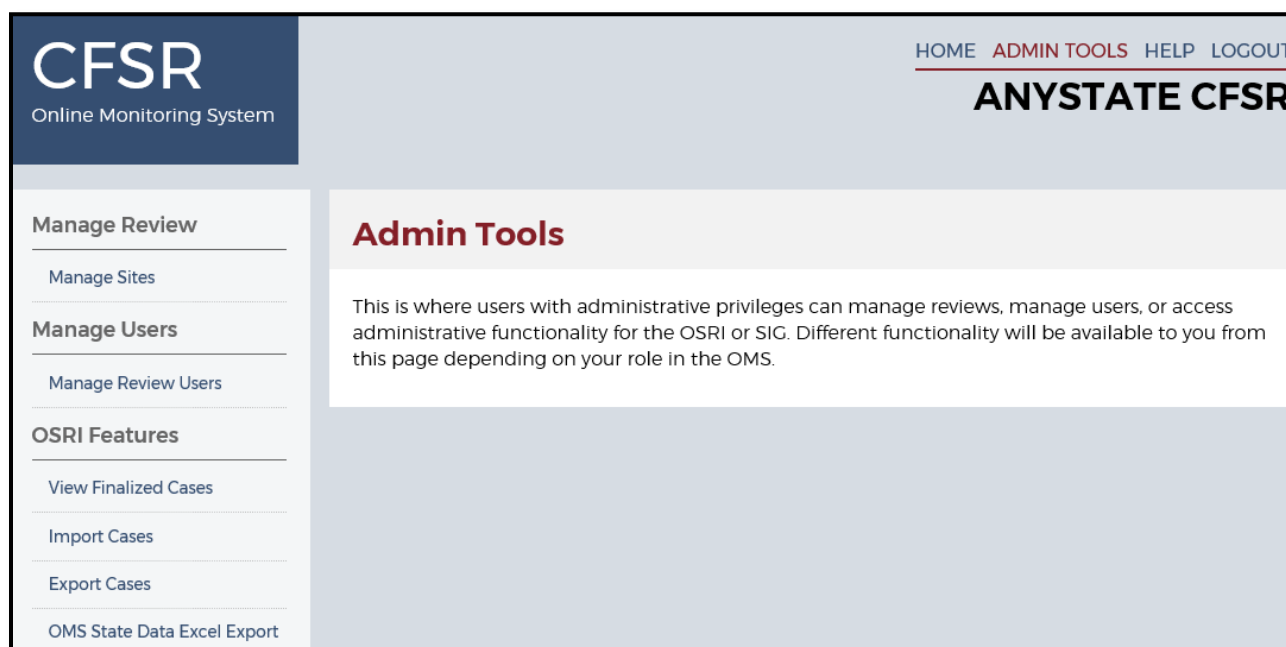 CFSR
Online Monitoring System
HOME ADMIN TOOLS HELP LOGOUT
ANYSTATE CFSR
Manage Review
Manage Sites
Manage Users
Manage Review Users
OSRI Features
View Finalized Cases
Import Cases
Export Cases
OMS State Data Excel Export
Admin Tools
This is where users with administrative privileges can manage reviews, manage users, or access
administrative functionality for the OSRI or SIG. Different functionality will be available to you from
this page depending on your role in the OMS.